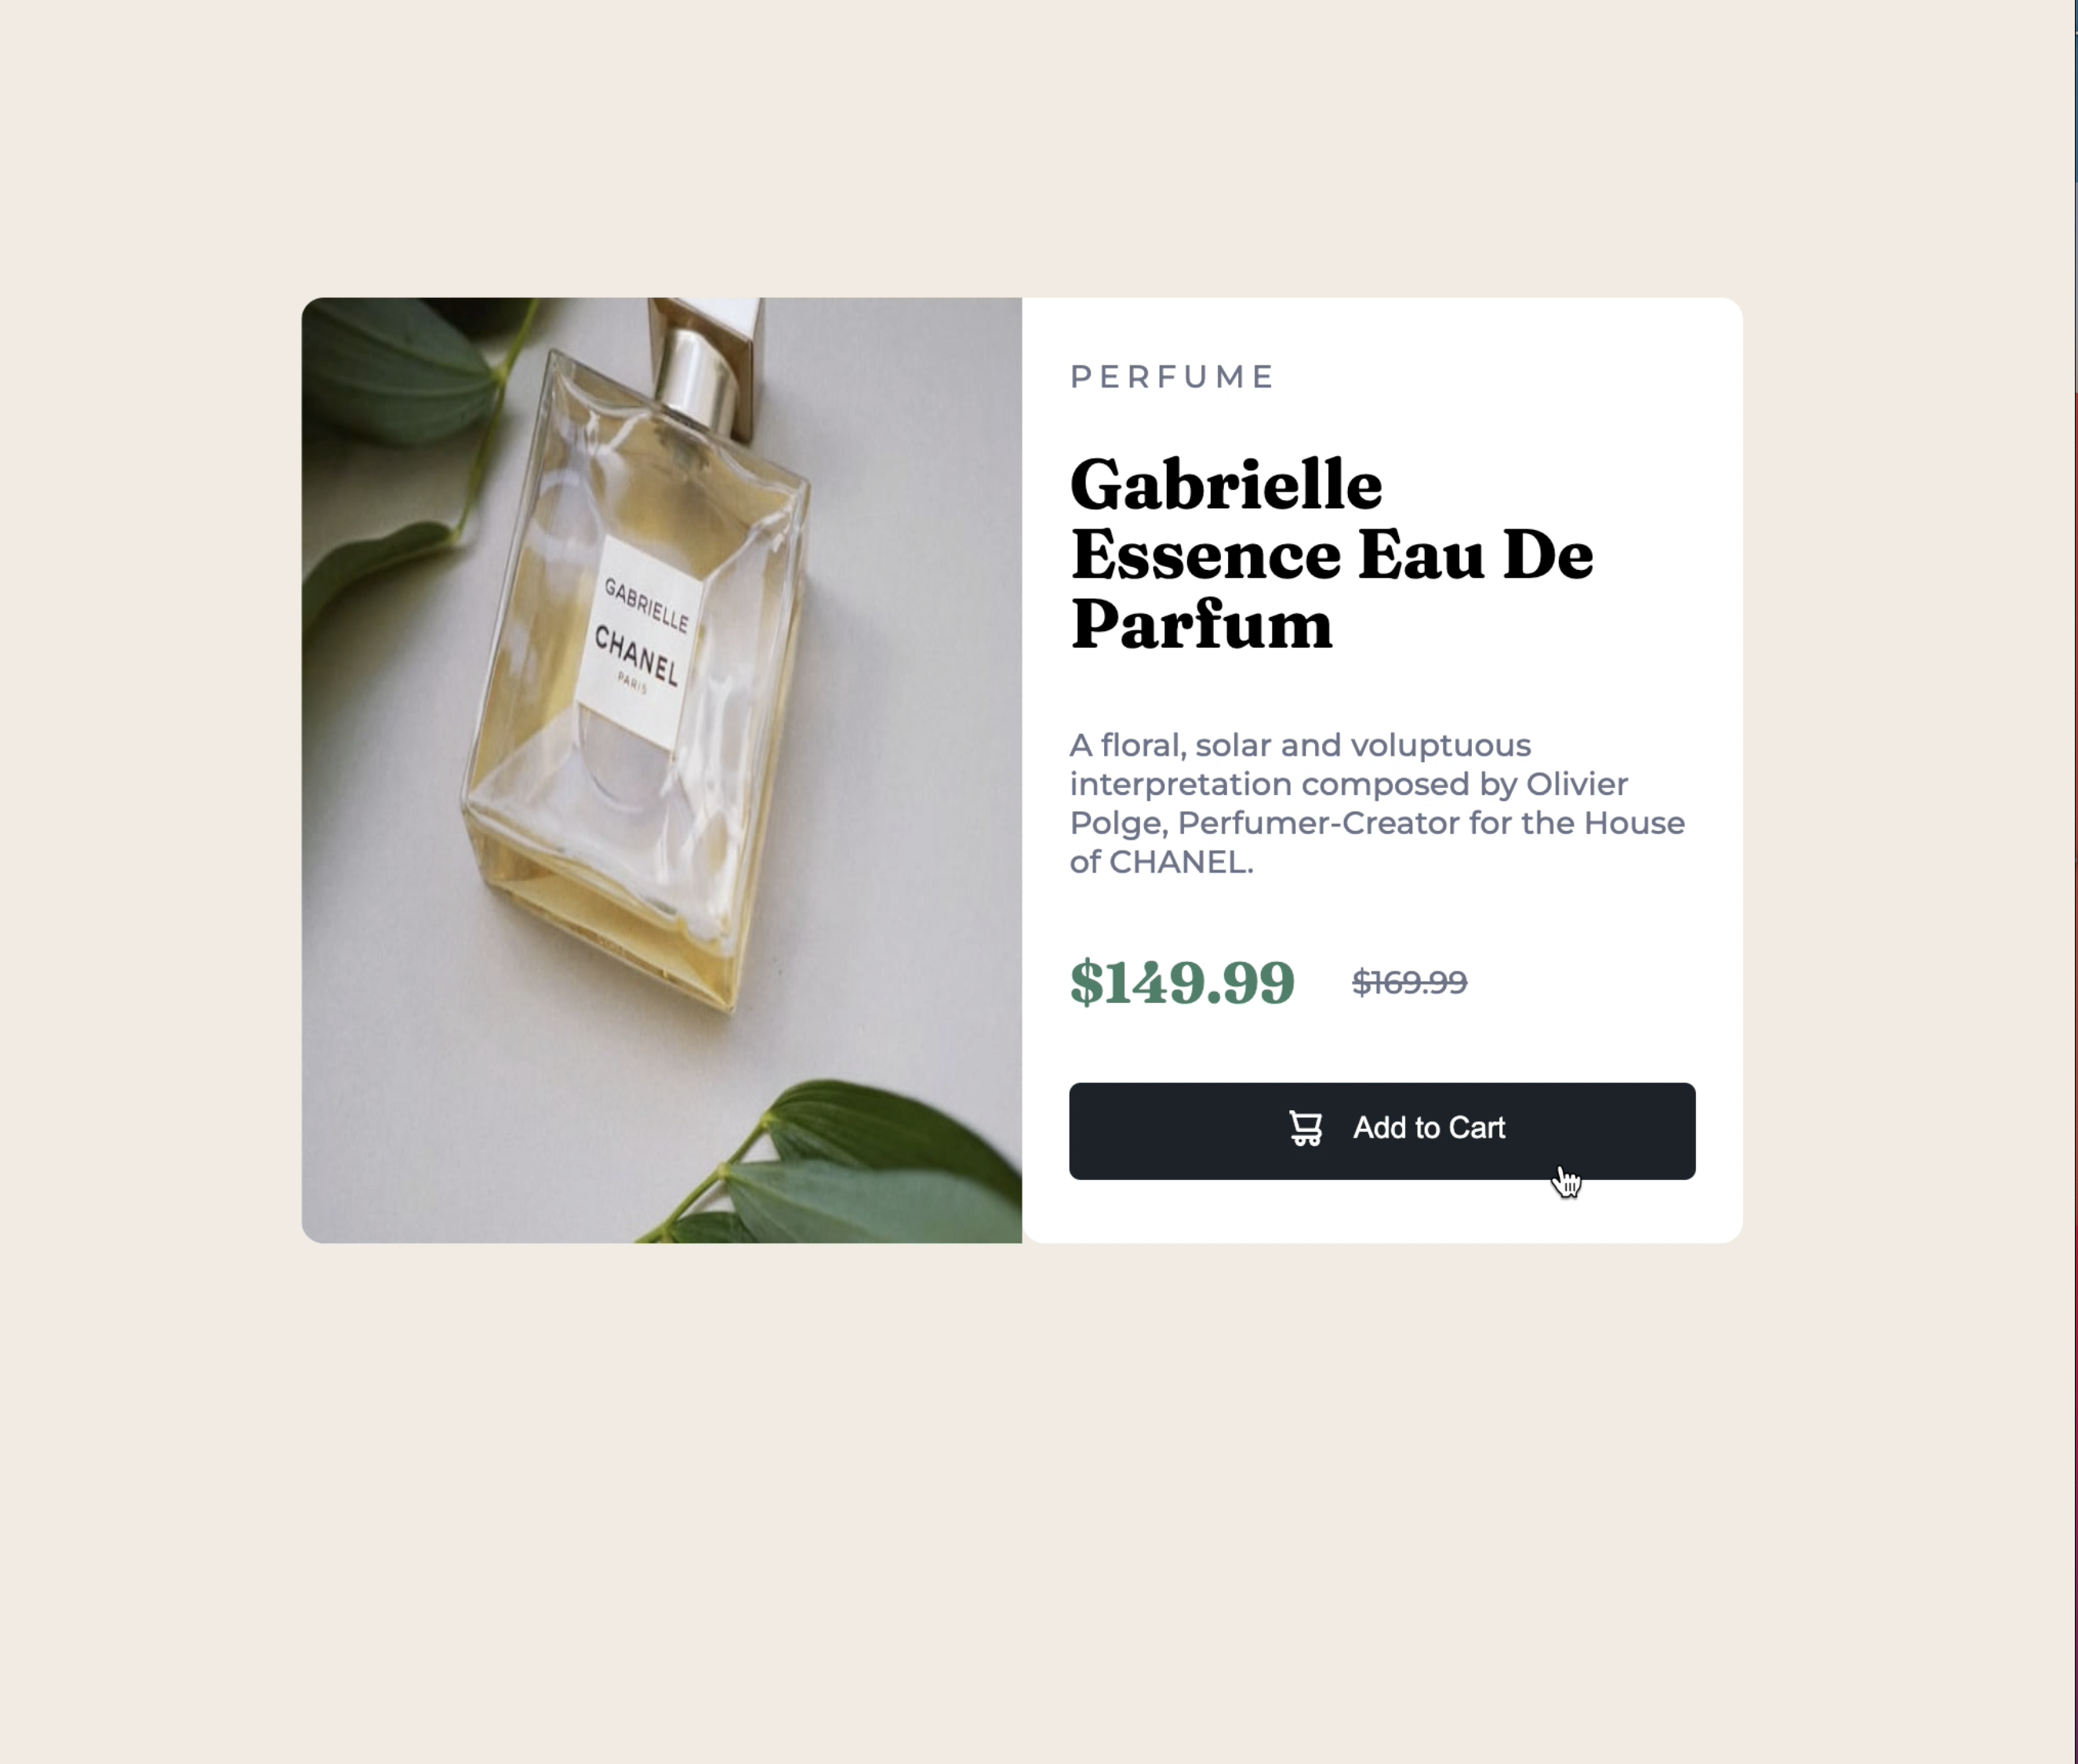 GABRIELLE
CHANEL
PARIS
PERFUME
Gabrielle
Essence Eau De
Parfum
A floral, solar and voluptuous
interpretation composed by Olivier
Polge, Perfumer-Creator for the House
of CHANEL.
$149.99 $169.99
Add to Cart